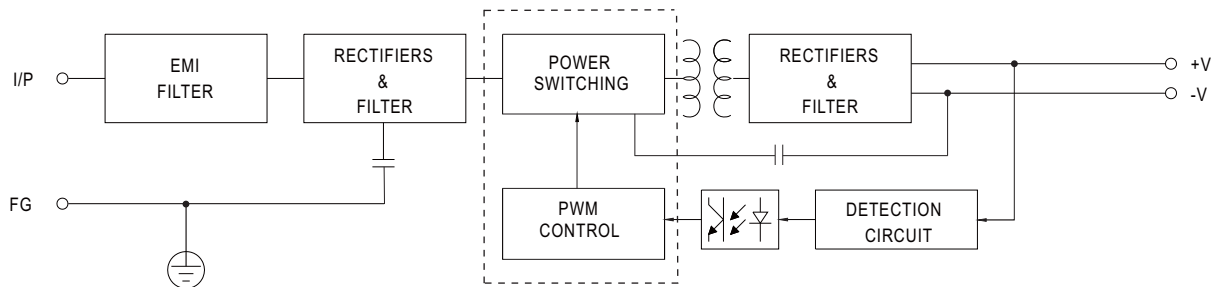 I/P
EMI
FILTER
RECTIFIERS
&
FILTER
POWER
SWITCHING
RECTIFIERS
&
FILTER
+V
-V
FG
PWM
CONTROL
DETECTION
CIRCUIT